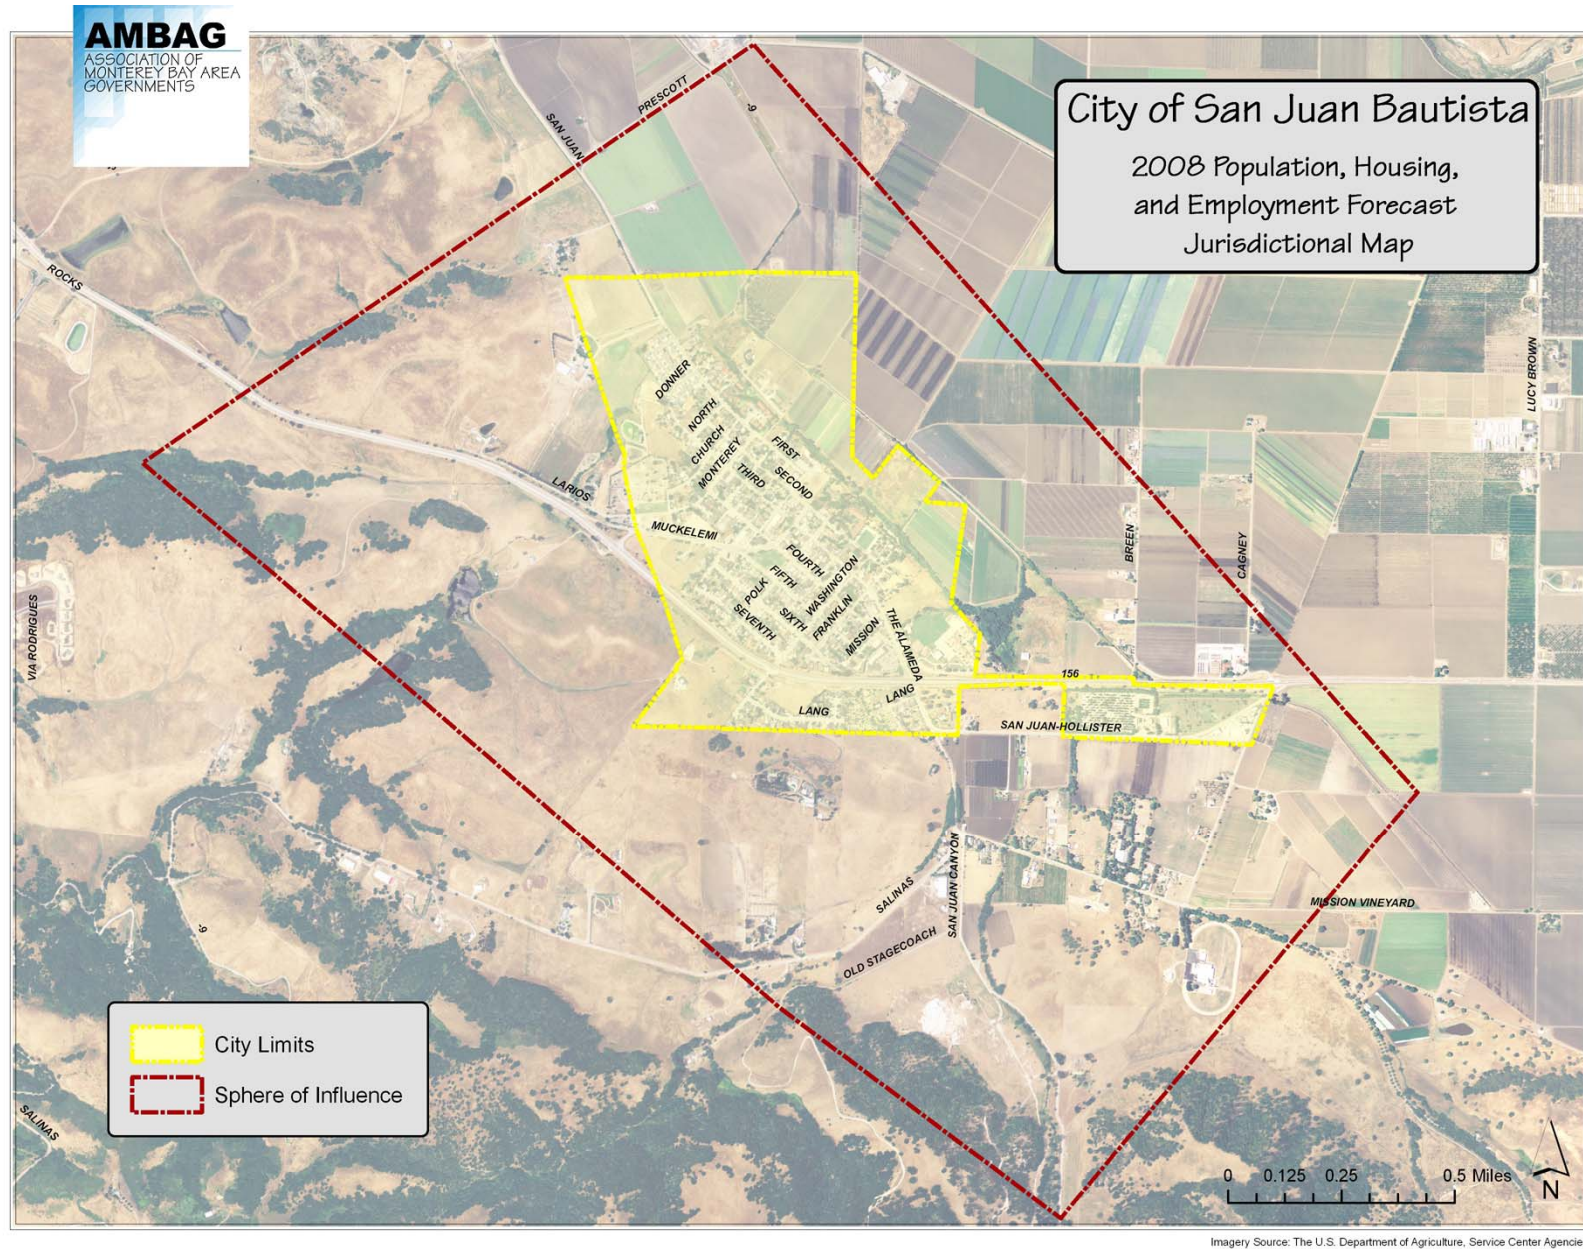 AMBAG
ASSOCIATION OF
MONTEREY BAY AREA
GOVERNMENTS
City of San Juan Bautista
2008 Population, Housing,
and Employment Forecast
Jurisdictional Map
PRESCOTT
-9
SAN JUAN
ROCKS
LUCY BROWN
DONNER
NORTH
CHURCH
MONTEREY
FIRST
THIRD
SECOND
LARIOS
MUCKELEMI
BREEN
CAGNEY
FOURTH
FIFTH
WASHINGTON
POLK
SIXTH
FRANKLIN
SEVENTH
MISSION
THE ALAMEDA
VIA RODRIGUES
156
LANG
LANG
SAN JUAN-HOLLISTER
SALINAS
SAN JUAN CANYON
MISSION VINEYARD
OLD STAGECOACH
-9
City Limits
Sphere of Influence
SALINAS
0 0.125 0.25 0.5 Miles
N
Imagery Source: The U.S. Department of Agriculture, Service Center Agencie